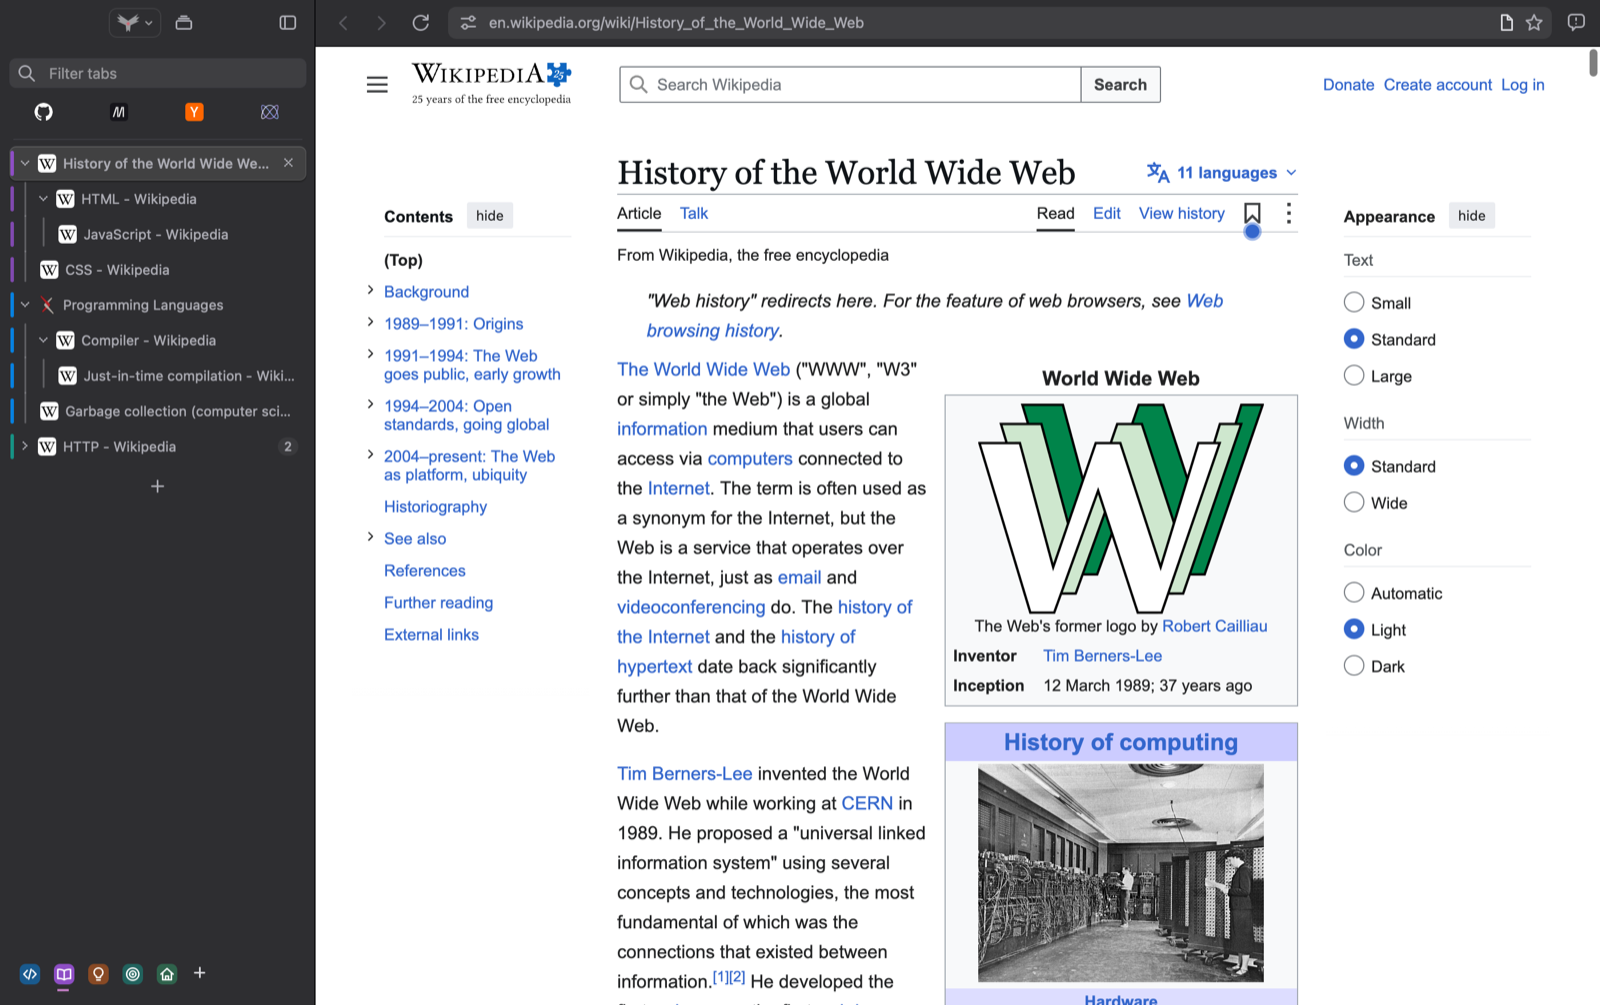 en.wikipedia.org/wiki/History_of_the_World_Wide_Web
Filter tabs
M
Y
W History of the World Wide We...
W HTML - Wikipedia
W JavaScript - Wikipedia
W CSS - Wikipedia
Programming Languages
W Compiler - Wikipedia
W Just-in-time compilation - Wiki...
W Garbage collection (computer sci...
W HTTP - Wikipedia 2
WIKIPEDIA 25
25 years of the free encyclopedia
Search Wikipedia Search
Donate Create account Log in
Contents hide
(Top)
Background
1989–1991: Origins
1991–1994: The Web
goes public, early growth
1994–2004: Open
standards, going global
2004–present: The Web
as platform, ubiquity
Historiography
See also
References
Further reading
External links
History of the World Wide Web
11 languages
Article Talk Read Edit View history
From Wikipedia, the free encyclopedia
"Web history" redirects here. For the feature of web browsers, see Web
browsing history.
The World Wide Web ("WWW", "W3"
or simply "the Web") is a global
information medium that users can
access via computers connected to
the Internet. The term is often used as
a synonym for the Internet, but the
Web is a service that operates over
the Internet, just as email and
videoconferencing do. The history of
the Internet and the history of
hypertext date back significantly
further than that of the World Wide
Web.
Tim Berners-Lee invented the World
Wide Web while working at CERN in
1989. He proposed a "universal linked
information system" using several
concepts and technologies, the most
fundamental of which was the
connections that existed between
information.[1][2] He developed the
World Wide Web
WWW
The Web's former logo by Robert Cailliau
Inventor Tim Berners-Lee
Inception 12 March 1989; 37 years ago
History of computing
Hardware
Appearance hide
Text
Small
Standard
Large
Width
Standard
Wide
Color
Automatic
Light
Dark